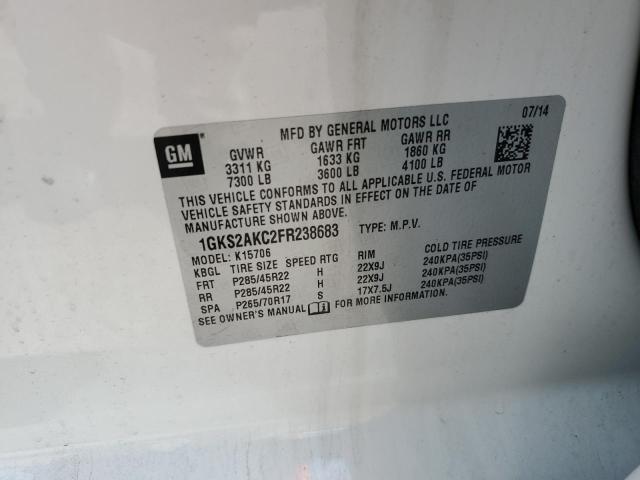 07/14
MFD BY GENERAL MOTORS LLC
GM
GVWR GAWR FRT GAWR RR
3311 KG 1633 KG 1860 KG
7300 LB 3600 LB 4100 LB
THIS VEHICLE CONFORMS TO ALL APPLICABLE U.S. FEDERAL MOTOR
VEHICLE SAFETY STANDARDS IN EFFECT ON THE DATE OF
MANUFACTURE SHOWN ABOVE.
1GKS2AKC2FR238683 TYPE: M.P.V.
MODEL: K15706
KBGL TIRE SIZE SPEED RTG RIM COLD TIRE PRESSURE
FRT P285/45R22 H 22X9J 240KPA(35PSI)
RR P285/45R22 H 22X9J 240KPA(35PSI)
SPA P265/70R17 S 17X7.5J 240KPA(35PSI)
SEE OWNER'S MANUAL FOR MORE INFORMATION.